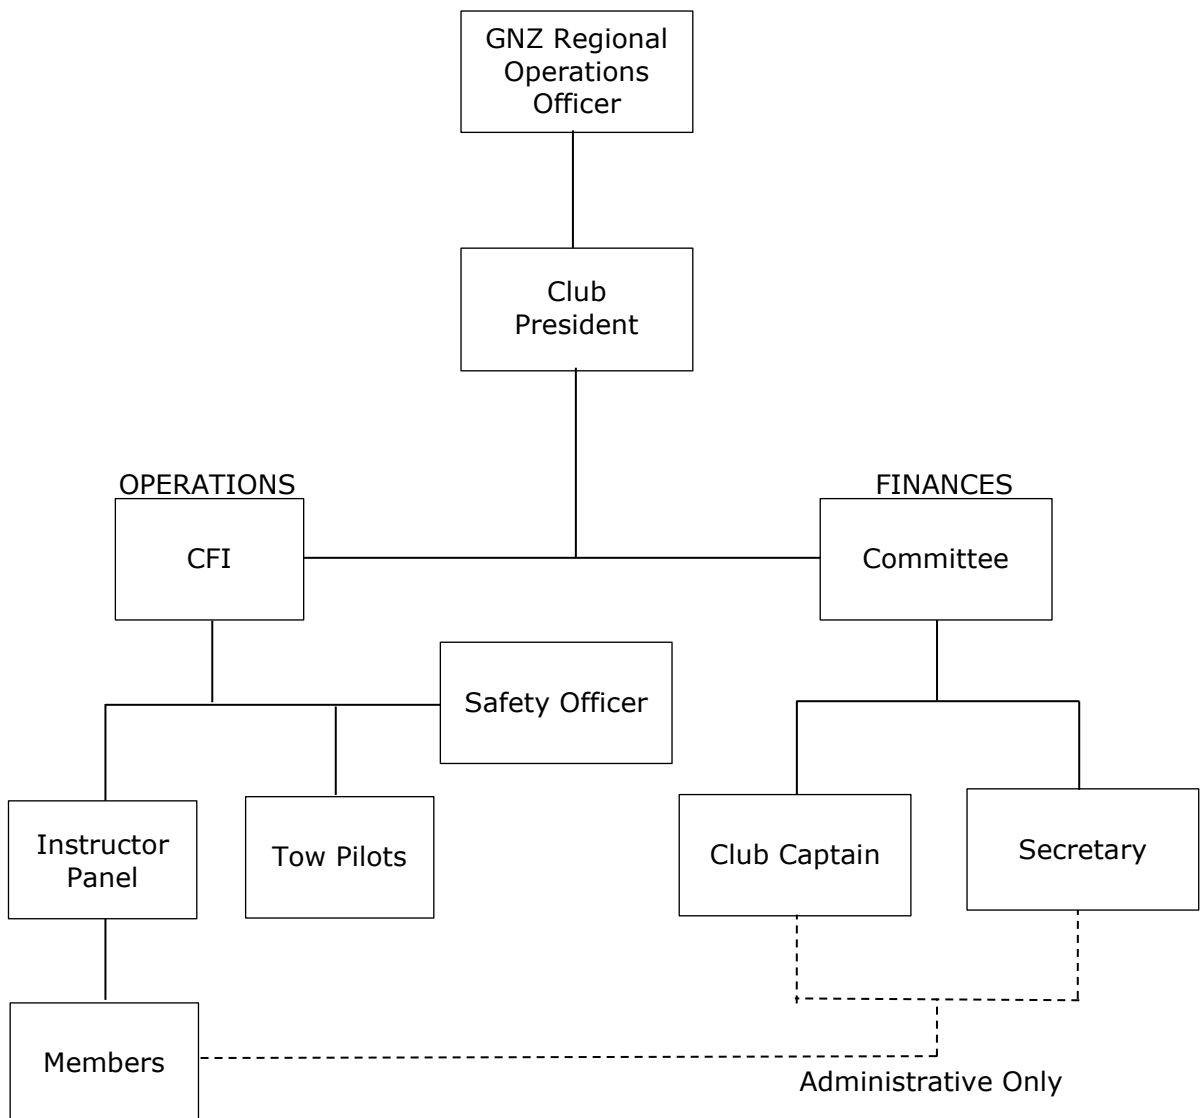 GNZ Regional
Operations
Officer
Club
President
OPERATIONS
FINANCES
CFI
Committee
Safety Officer
Instructor
Panel
Tow Pilots
Club Captain
Secretary
Members
Administrative Only